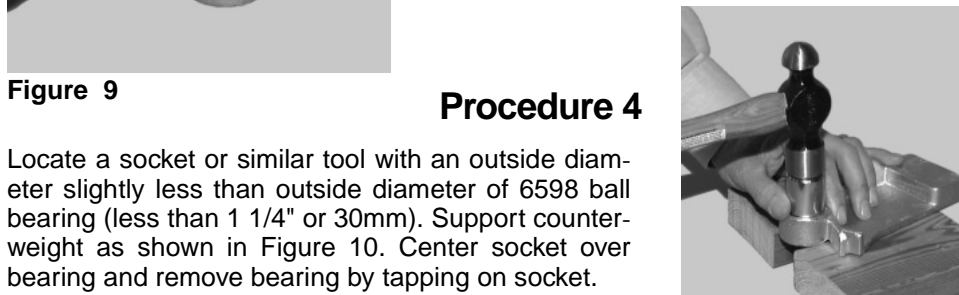 Figure 9
Procedure 4
Locate a socket or similar tool with an outside diam-
eter slightly less than outside diameter of 6598 ball
bearing (less than 1 1/4" or 30mm). Support counter-
weight as shown in Figure 10. Center socket over
bearing and remove bearing by tapping on socket.